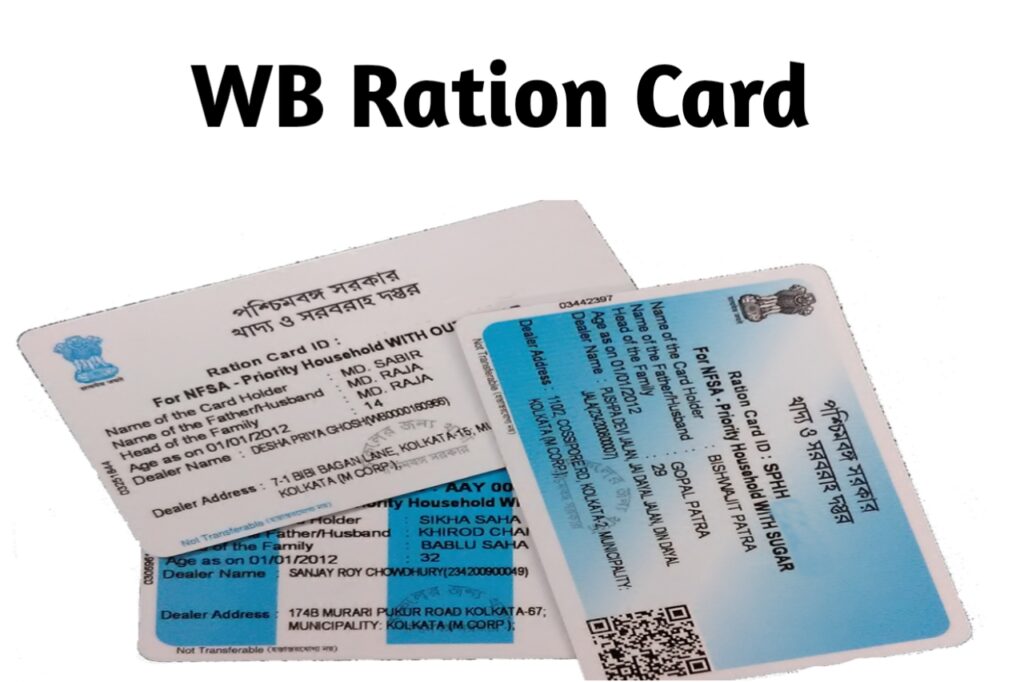 WB Ration Card
পশ্চিমবঙ্গ সরকার
খাদ্য ও সরবরাহ দপ্তর
Ration Card ID :
For NFSA - Priority Household WITH OUT
Name of the Card Holder : MD. SABIR
Name of the Father/Husband : MD. RAJA
Head of the Family : MD. RAJA
Age as on 01/01/2012 : 14
Dealer Name : DESHA PRIYA GHOSH
Dealer Address : 7-1 BIBI BAGAN LANE, KOLKATA-15,
KOLKATA (M CORP.);
Not Transferable
AAY
Priority Household
Holder : SIKHA SAHA
Father/Husband : KHIROD
of the Family : BABLU SAHA
Age as on 01/01/2012 : 32
Dealer Name : SANJAY ROY CHOWDHURY(234200900049)
Dealer Address : 174B MURARI PUKUR ROAD KOLKATA-67;
MUNICIPALITY: KOLKATA (M CORP.);
Not Transferable
পশ্চিমবঙ্গ সরকার
খাদ্য ও সরবরাহ দপ্তর
Ration Card ID : SPHH
For NFSA - Priority Household WITH SUGAR
Name of the Card Holder : BISHWAJIT PATRA
Name of the Father/Husband : GOPAL PATRA
Head of the Family :
Age as on 01/01/2012 : 29
Dealer Name : PUSHPA DEVI JALAN, JAI DAYAL JALAN, DIN DAYAL
Dealer Address : 110/2, COSSIPORE RD, KOLKATA-2, MUNICIPALITY:
KOLKATA (M CORP.);
Not Transferable
03442397